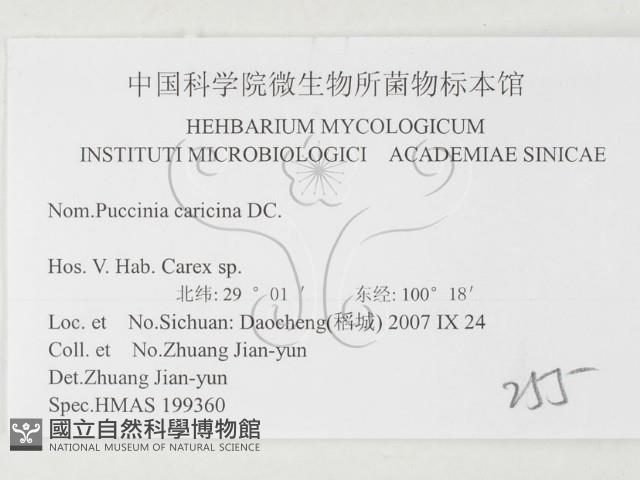 中国科学院微生物所菌物标本馆
HEHBARIUM MYCOLOGICUM
INSTITUTI MICROBIOLOGICI ACADEMIAE SINICAE
Nom.Puccinia caricina DC.
Hos. V. Hab. Carex sp.
北纬: 29 ° 01 ′ 东经: 100° 18′
Loc. et No.Sichuan: Daocheng(稻城) 2007 IX 24
Coll. et No.Zhuang Jian-yun
Det.Zhuang Jian-yun
Spec.HMAS 199360
255
國立自然科學博物館
NATIONAL MUSEUM OF NATURAL SCIENCE